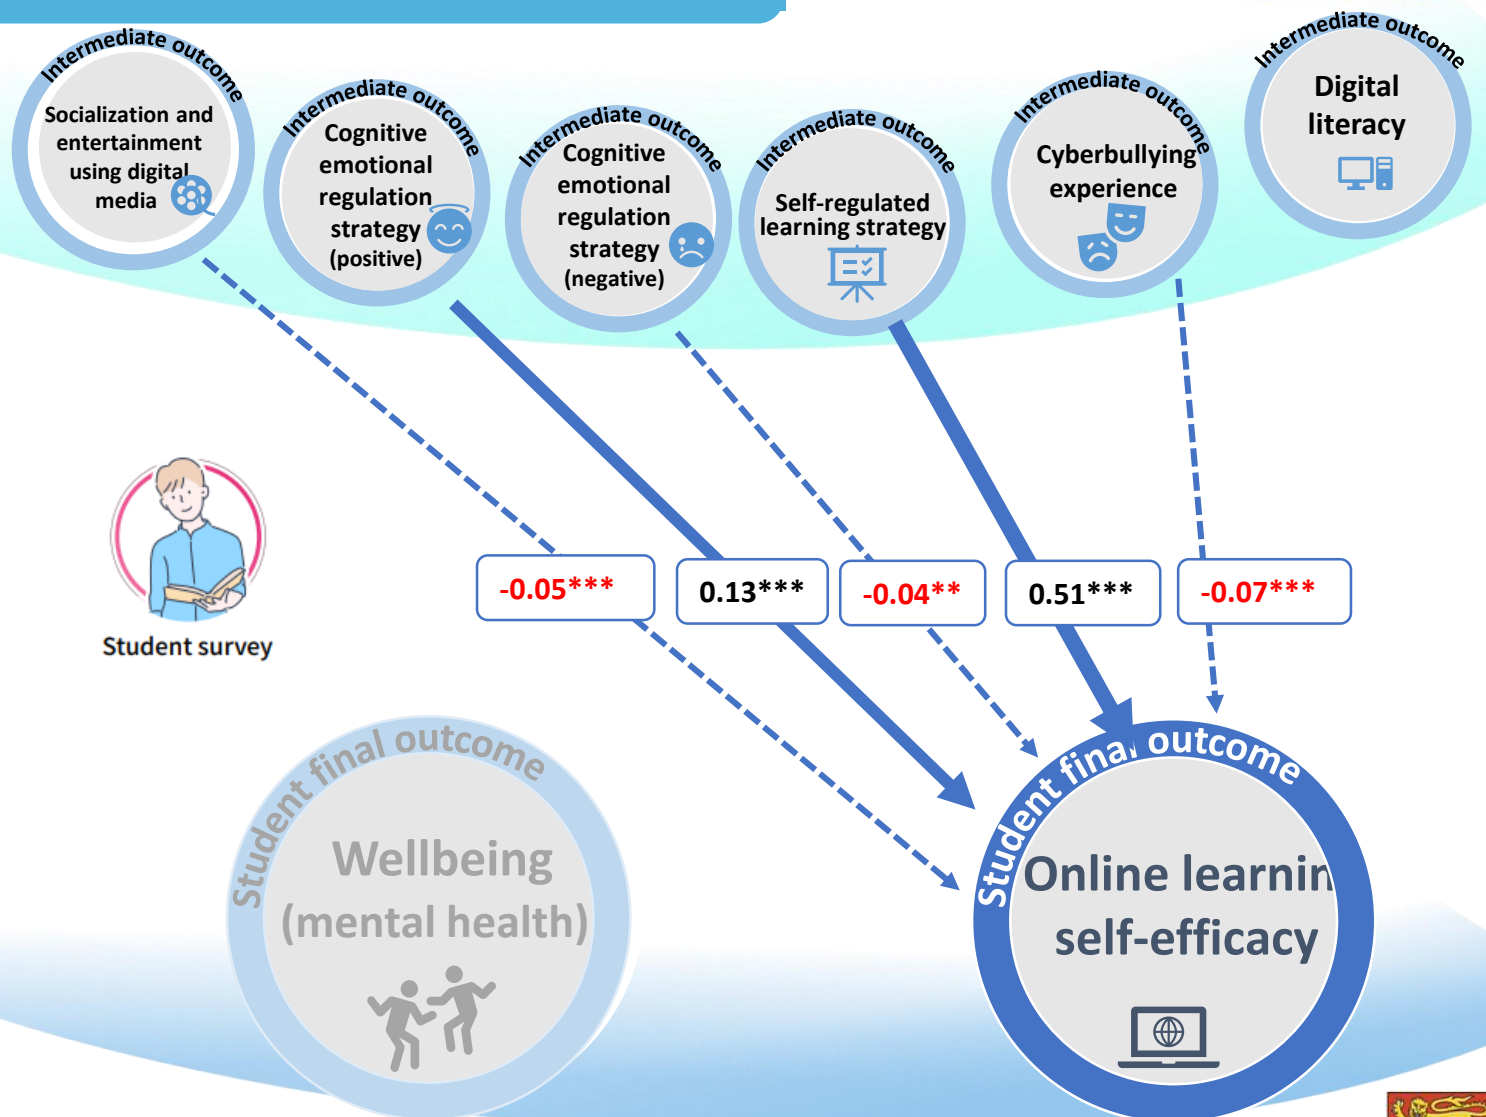 Intermediate outcome
Socialization and
entertainment
using digital
media
Intermediate outcome
Cognitive
emotional
regulation
strategy
(positive)
Intermediate outcome
Cognitive
emotional
regulation
strategy
(negative)
Intermediate outcome
Self-regulated
learning strategy
Intermediate outcome
Cyberbullying
experience
Intermediate outcome
Digital
literacy
-0.05***
0.13***
-0.04**
0.51***
-0.07***
Student survey
Student final outcome
Wellbeing
(mental health)
Student final outcome
Online learnin
self-efficacy